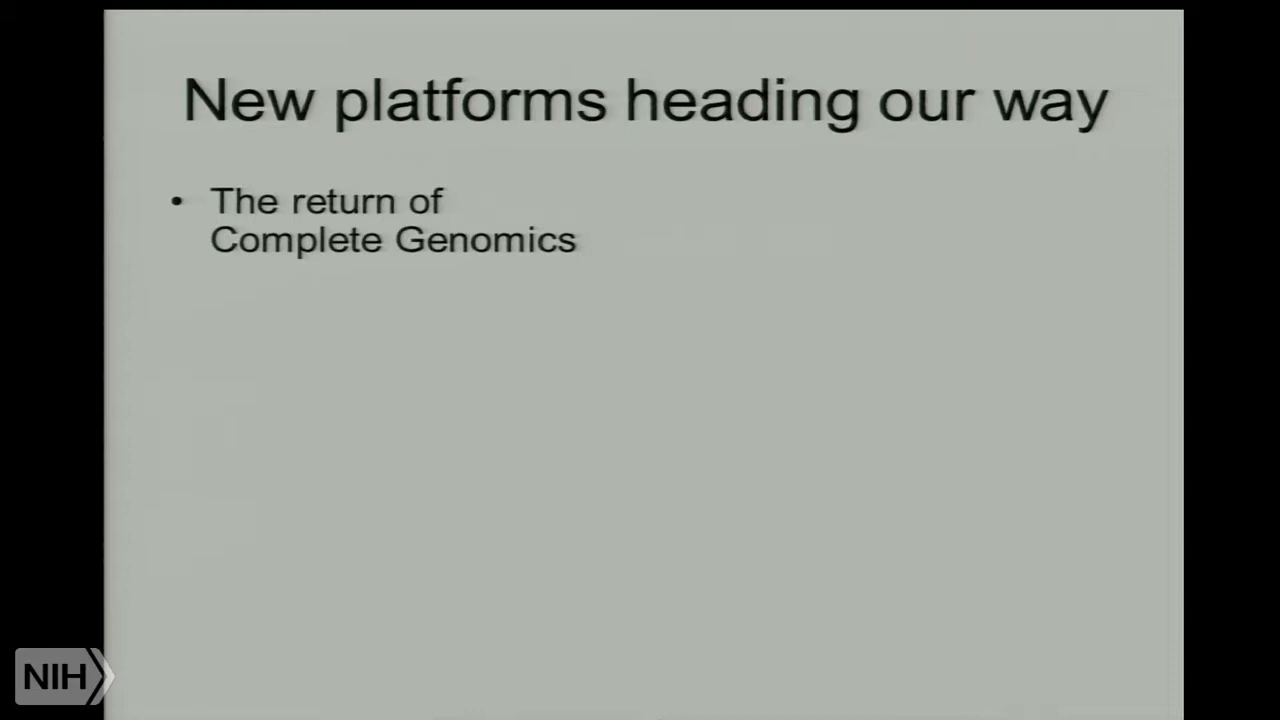 New platforms heading our way
• The return of
Complete Genomics
NIH